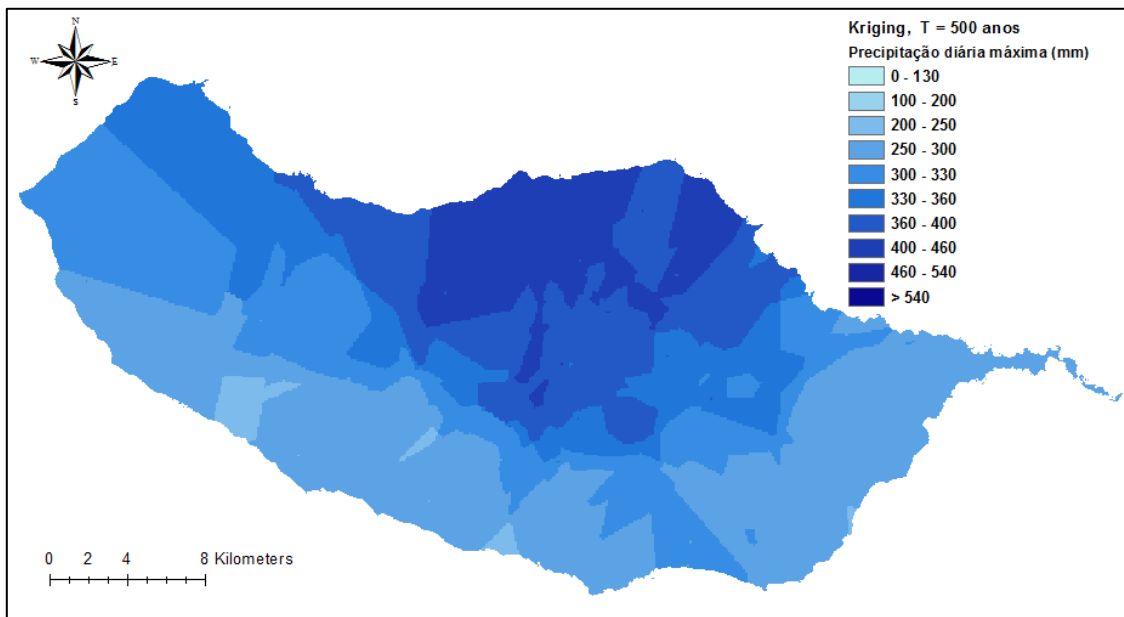 N
W E
S
Kriging, T = 500 anos
Precipitação diária máxima (mm)
0 - 130
100 - 200
200 - 250
250 - 300
300 - 330
330 - 360
360 - 400
400 - 460
460 - 540
> 540
0 2 4 8 Kilometers